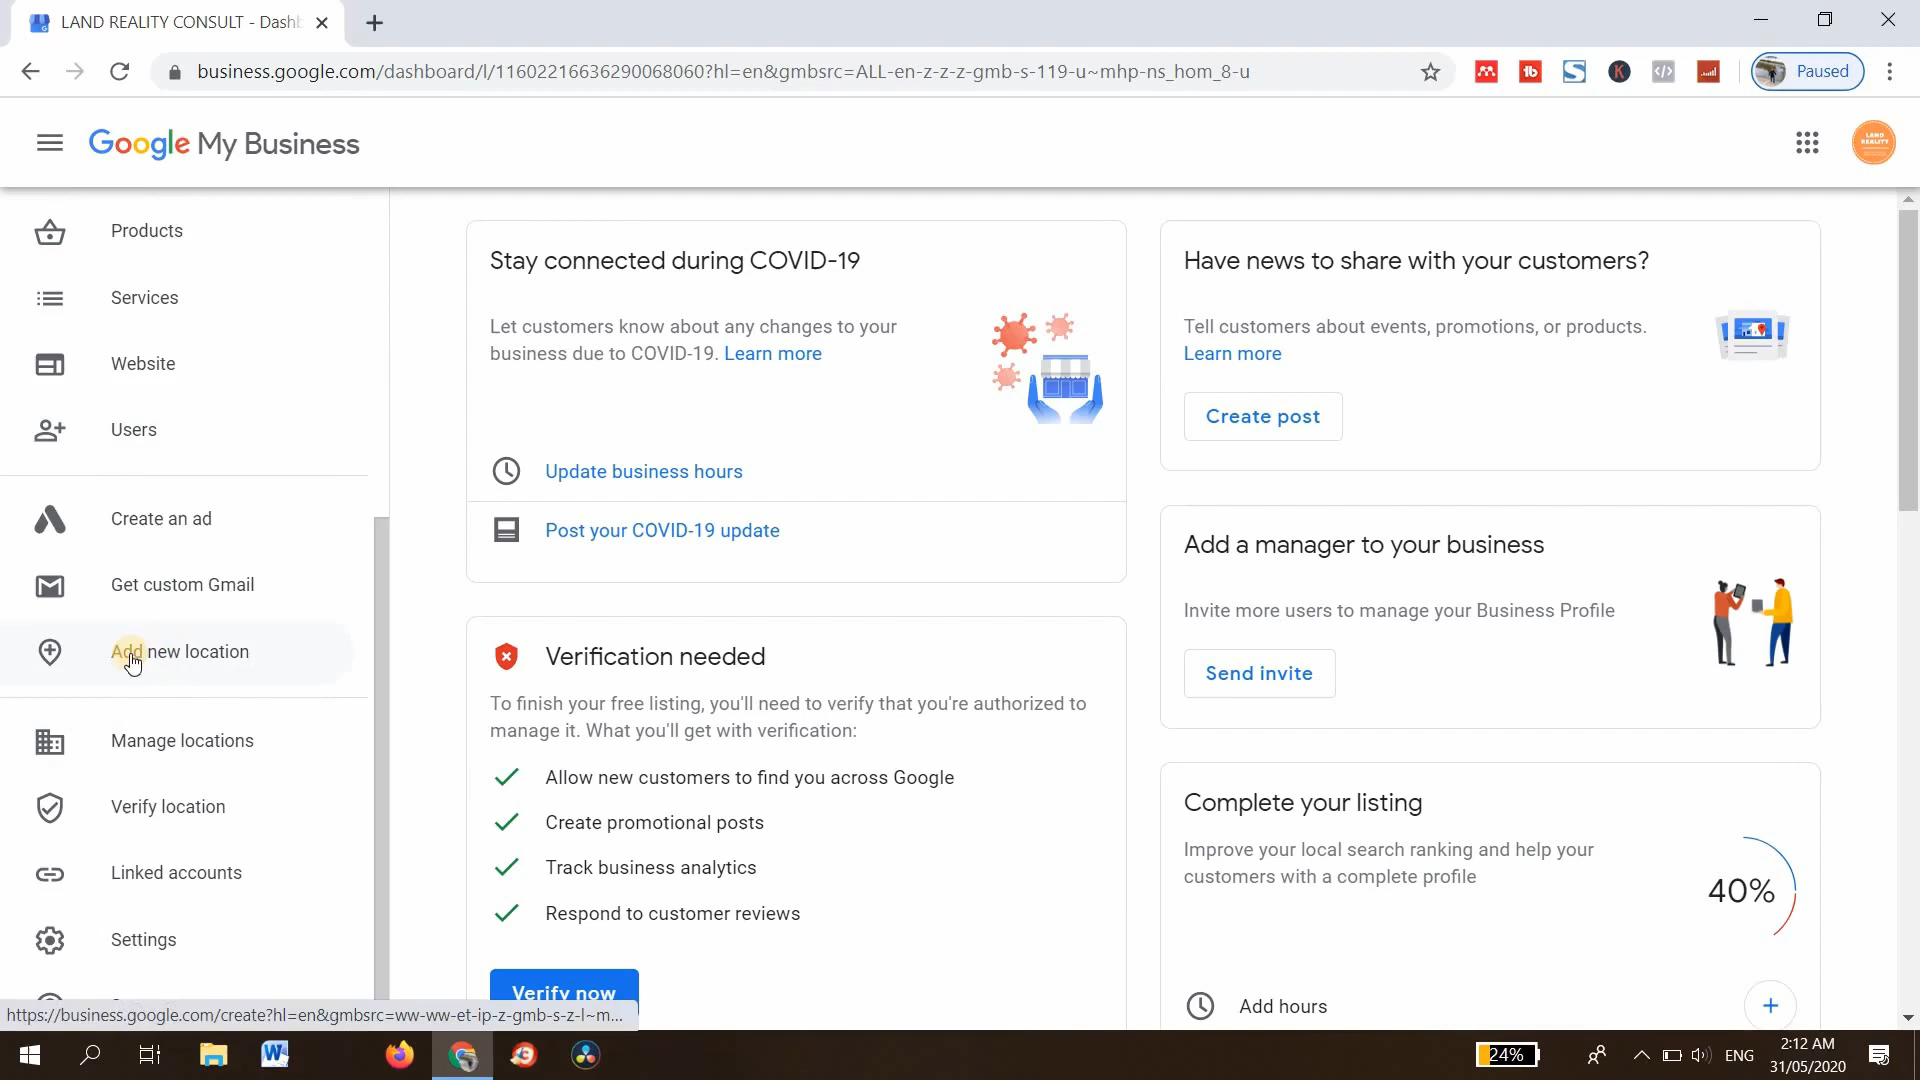 LAND REALITY CONSULT - Dashb
business.google.com/dashboard/l/11602216636290068060?hl=en&gmbsrc=ALL-en-z-z-z-gmb-s-119-u~mhp-ns_hom_8-u
Paused
Google My Business
LAND
REALITY
Products
Services
Website
Users
Create an ad
Get custom Gmail
Add new location
Manage locations
Verify location
Linked accounts
Settings
Stay connected during COVID-19
Let customers know about any changes to your
business due to COVID-19. Learn more
Update business hours
Post your COVID-19 update
Verification needed
To finish your free listing, you'll need to verify that you're authorized to
manage it. What you'll get with verification:
Allow new customers to find you across Google
Create promotional posts
Track business analytics
Respond to customer reviews
Verify now
Have news to share with your customers?
Tell customers about events, promotions, or products.
Learn more
Create post
Add a manager to your business
Invite more users to manage your Business Profile
Send invite
Complete your listing
Improve your local search ranking and help your
customers with a complete profile
40%
Add hours
https://business.google.com/create?hl=en&gmbsrc=ww-ww-et-ip-z-gmb-s-z-l~m...
24%
ENG
2:12 AM
31/05/2020